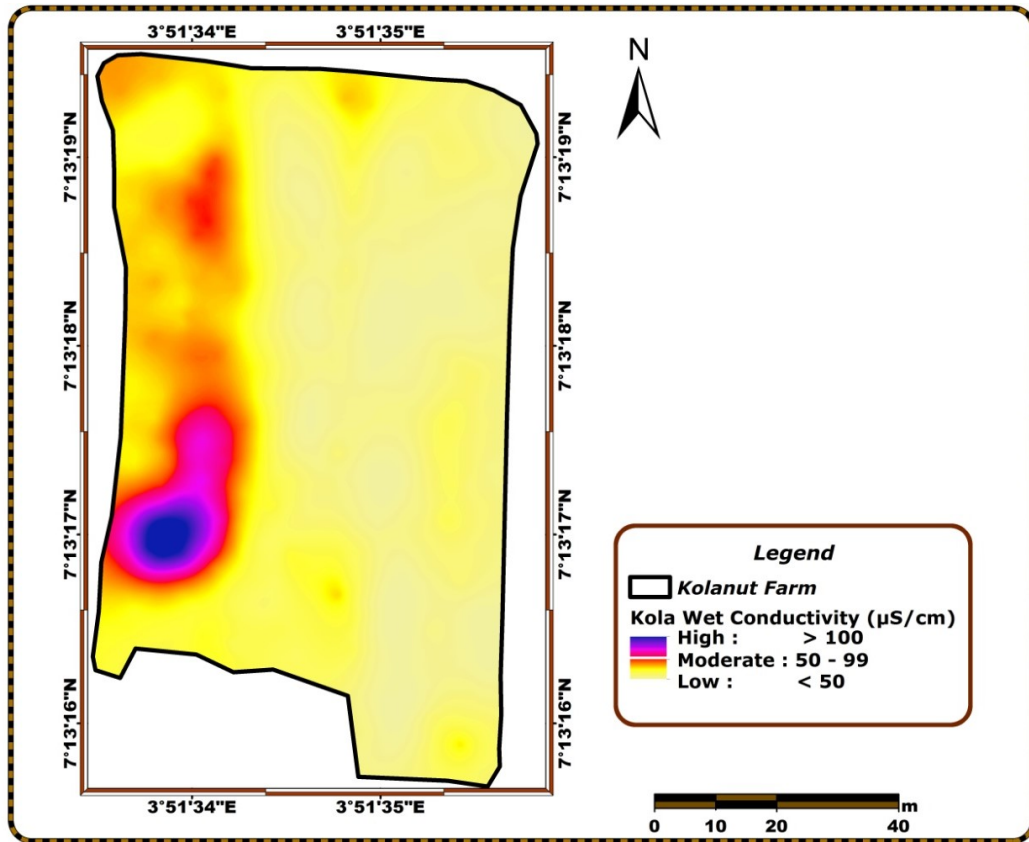 3°51'34"E 3°51'35"E
N
7°13'19"N 7°13'19"N
7°13'18"N 7°13'18"N
7°13'17"N 7°13'17"N
7°13'16"N 7°13'16"N
3°51'34"E 3°51'35"E
Legend
Kolanut Farm
Kola Wet Conductivity (µS/cm)
High : > 100
Moderate : 50 - 99
Low : < 50
m
0 10 20 40